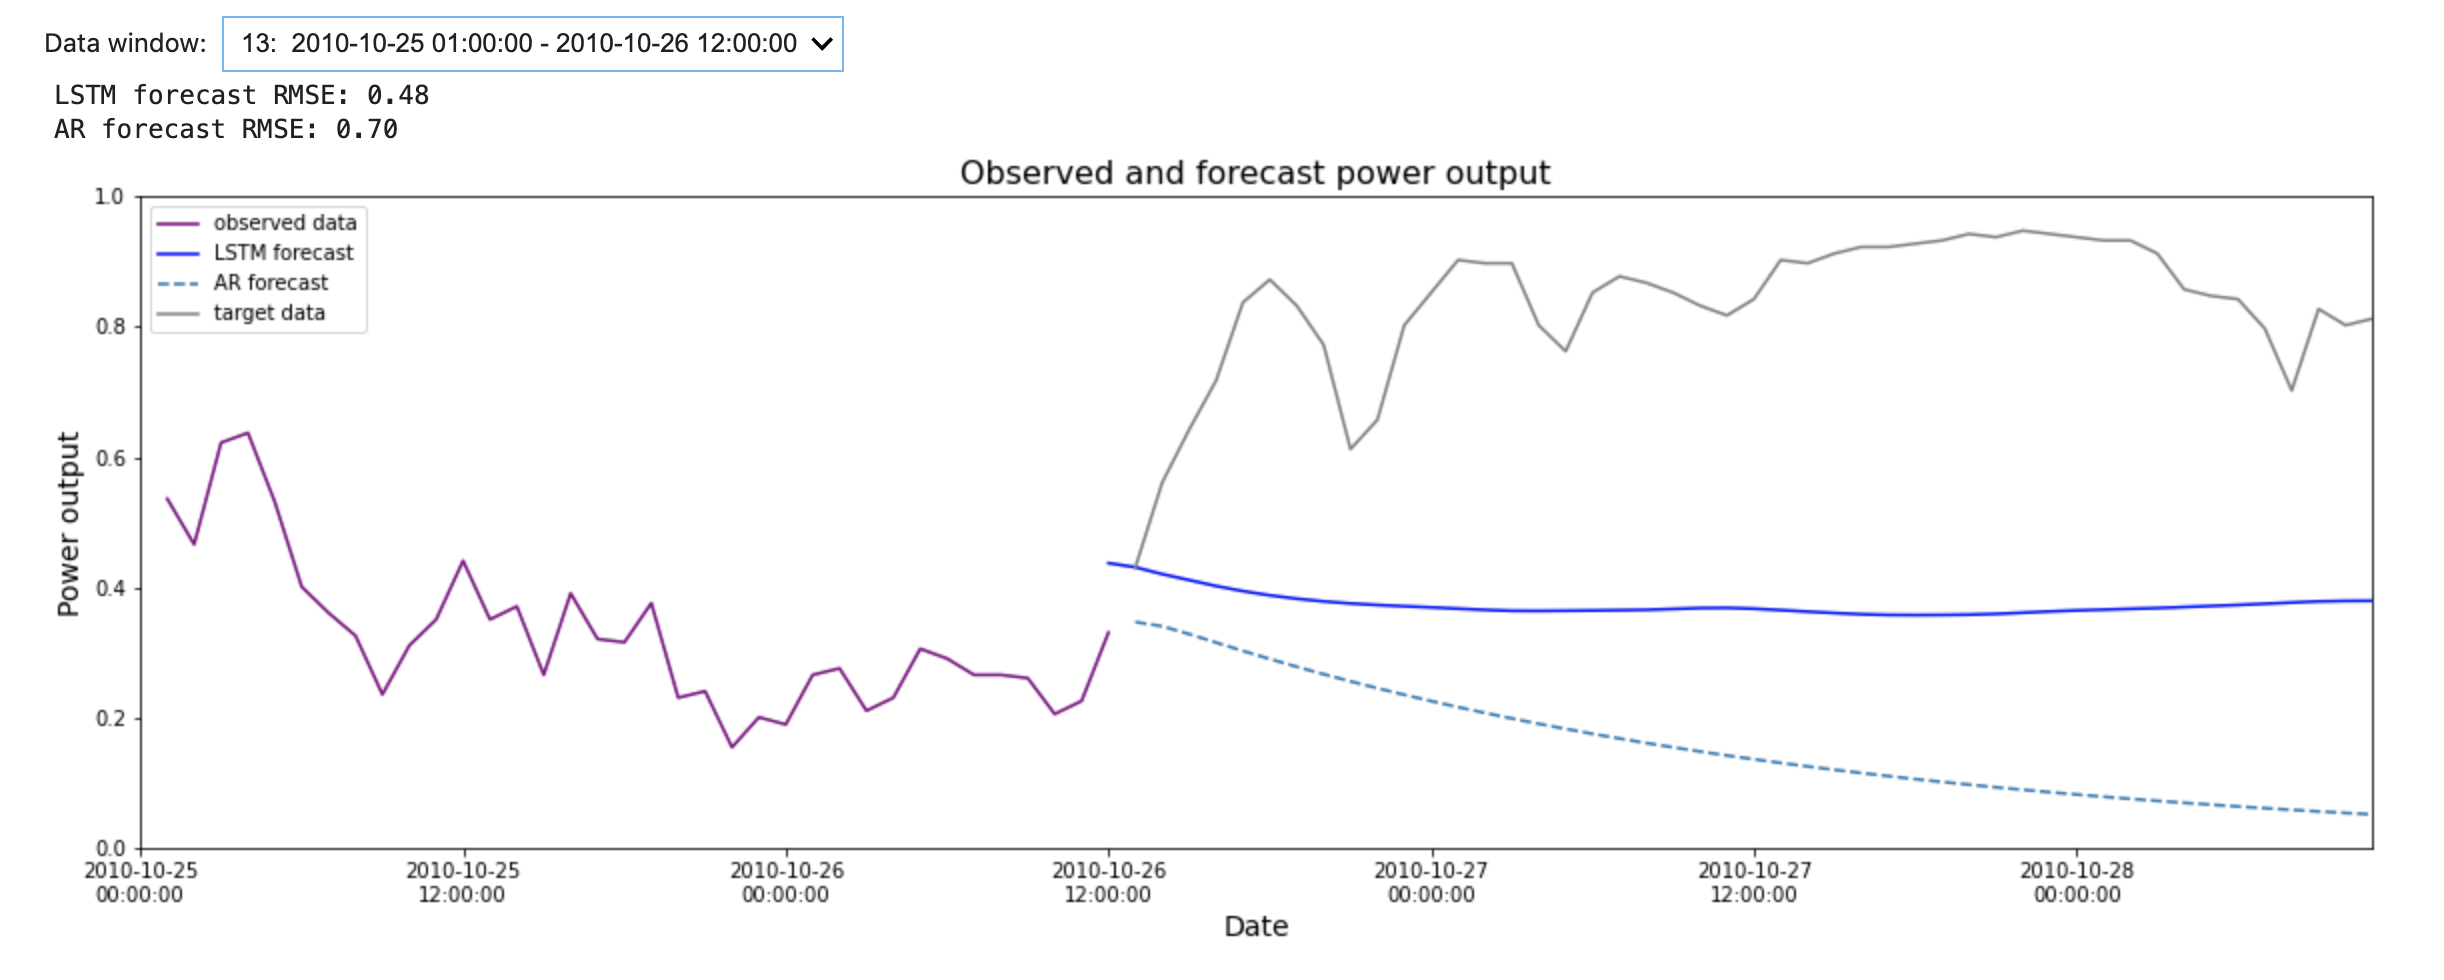 Data window: 13: 2010-10-25 01:00:00 - 2010-10-26 12:00:00
LSTM forecast RMSE: 0.48
AR forecast RMSE: 0.70
Observed and forecast power output
observed data
LSTM forecast
AR forecast
target data
Power output
1.0
0.8
0.6
0.4
0.2
0.0
2010-10-25 2010-10-25 2010-10-26 2010-10-26 2010-10-27 2010-10-27 2010-10-28
00:00:00 12:00:00 00:00:00 12:00:00 00:00:00 12:00:00 00:00:00
Date